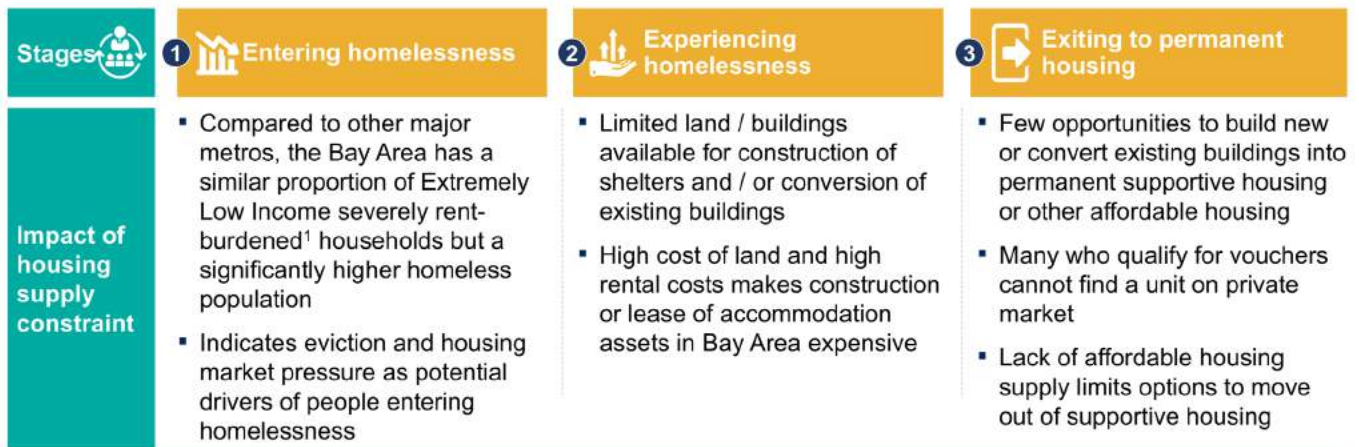 Stages
1 Entering homelessness
2 Experiencing
homelessness
3 Exiting to permanent
housing
Impact of
housing
supply
constraint
▪ Compared to other major
metros, the Bay Area has a
similar proportion of Extremely
Low Income severely rent-
burdened¹ households but a
significantly higher homeless
population
▪ Indicates eviction and housing
market pressure as potential
drivers of people entering
homelessness
▪ Limited land / buildings
available for construction of
shelters and / or conversion of
existing buildings
▪ High cost of land and high
rental costs makes construction
or lease of accommodation
assets in Bay Area expensive
▪ Few opportunities to build new
or convert existing buildings into
permanent supportive housing
or other affordable housing
▪ Many who qualify for vouchers
cannot find a unit on private
market
▪ Lack of affordable housing
supply limits options to move
out of supportive housing